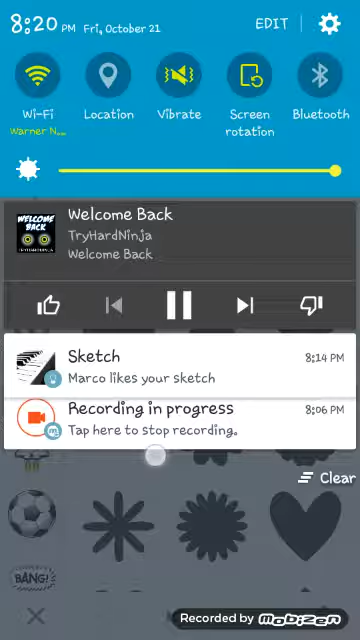 8:20 PM Fri, October 21 EDIT
Wi-Fi Location Vibrate Screen rotation Bluetooth
Warner N...
WELCOME BACK
TRYHARDNINJA
Welcome Back
TryHardNinja
Welcome Back
Sketch 8:14 PM
Marco likes your sketch
Recording in progress 8:06 PM
Tap here to stop recording.
Clear
BANG!
Recorded by MOBIZEN